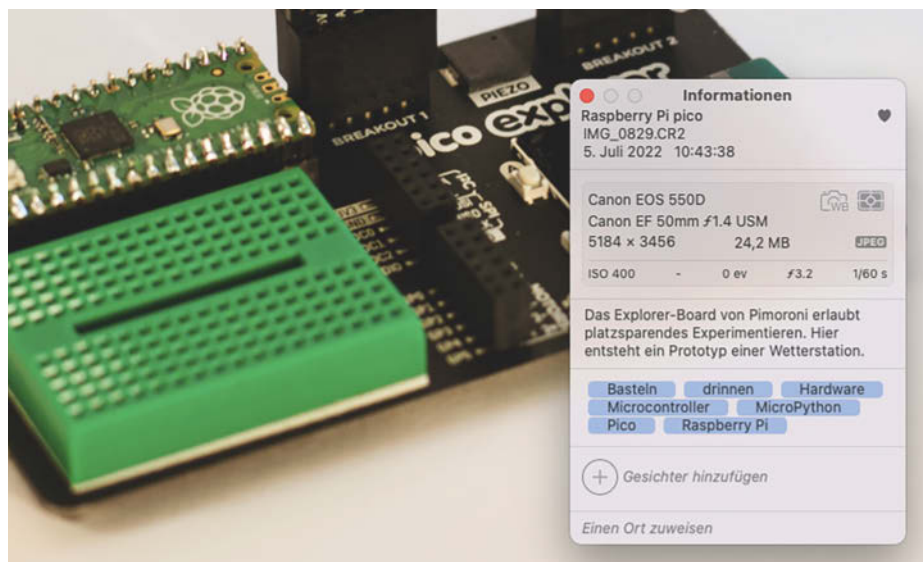 BREAKOUT 1
PIEZO
BREAKOUT 2
ico explorer
Informationen
Raspberry Pi pico
IMG_0829.CR2
5. Juli 2022 10:43:38
Canon EOS 550D
WB
Canon EF 50mm ƒ1.4 USM
5184 × 3456 24,2 MB JPEG
ISO 400 - 0 ev ƒ3.2 1/60 s
Das Explorer-Board von Pimoroni erlaubt
platzsparendes Experimentieren. Hier
entsteht ein Prototyp einer Wetterstation.
Basteln drinnen Hardware
Microcontroller MicroPython
Pico Raspberry Pi
Gesichter hinzufügen
Einen Ort zuweisen